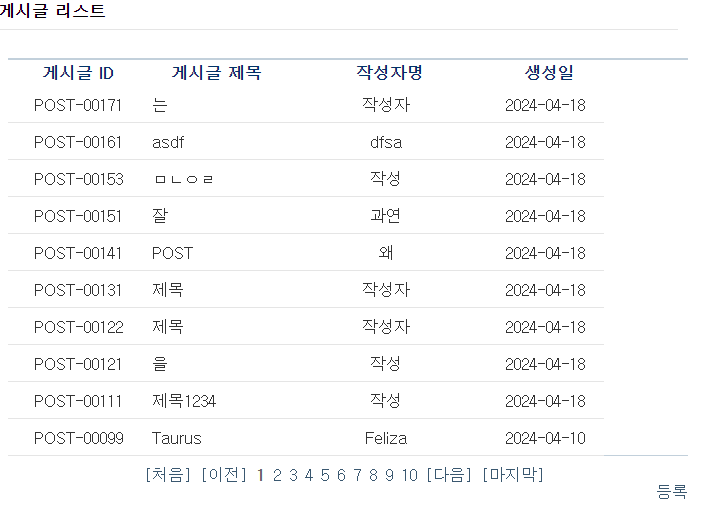 게시글 리스트
게시글 ID 게시글 제목 작성자명 생성일
POST-00171 는 작성자 2024-04-18
POST-00161 asdf dfsa 2024-04-18
POST-00153 ㅁㄴㅇㄹ 작성 2024-04-18
POST-00151 잘 과연 2024-04-18
POST-00141 POST 왜 2024-04-18
POST-00131 제목 작성자 2024-04-18
POST-00122 제목 작성자 2024-04-18
POST-00121 을 작성 2024-04-18
POST-00111 제목1234 작성 2024-04-18
POST-00099 Taurus Feliza 2024-04-10
[처음] [이전] 1 2 3 4 5 6 7 8 9 10 [다음] [마지막]
등록